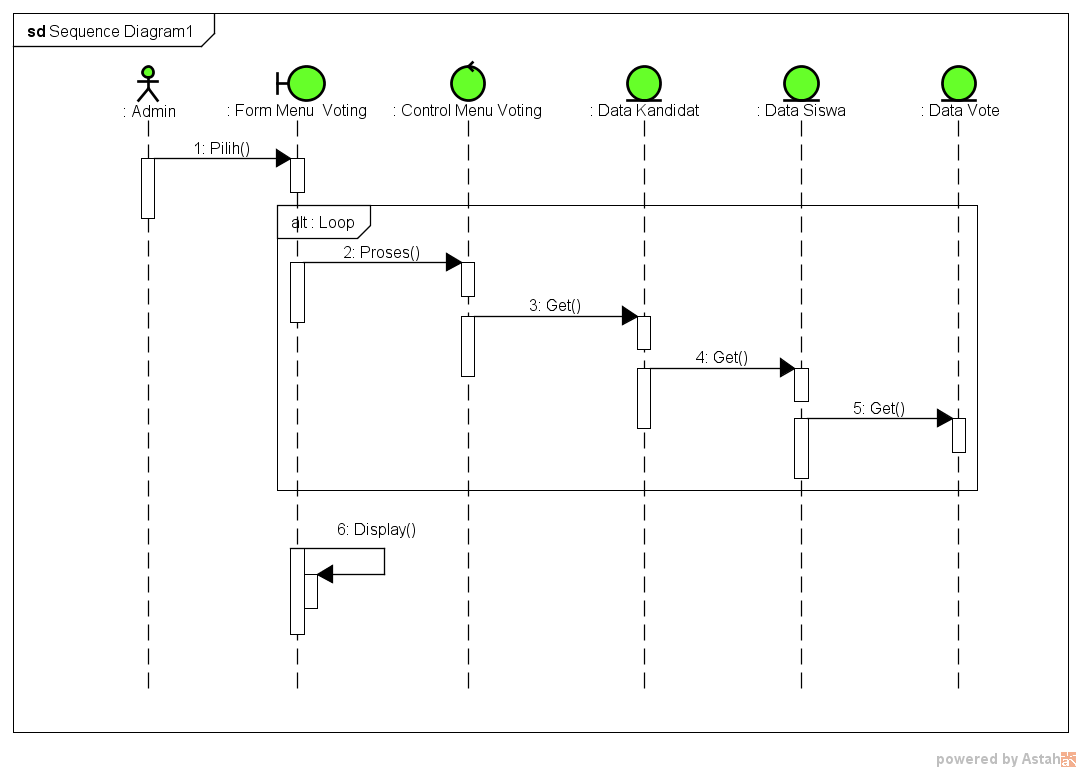 sd Sequence Diagram1
: Admin
: Form Menu  Voting
: Control Menu Voting
: Data Kandidat
: Data Siswa
: Data Vote
1: Pilih()
alt : Loop
2: Proses()
3: Get()
4: Get()
5: Get()
6: Display()
powered by Astah